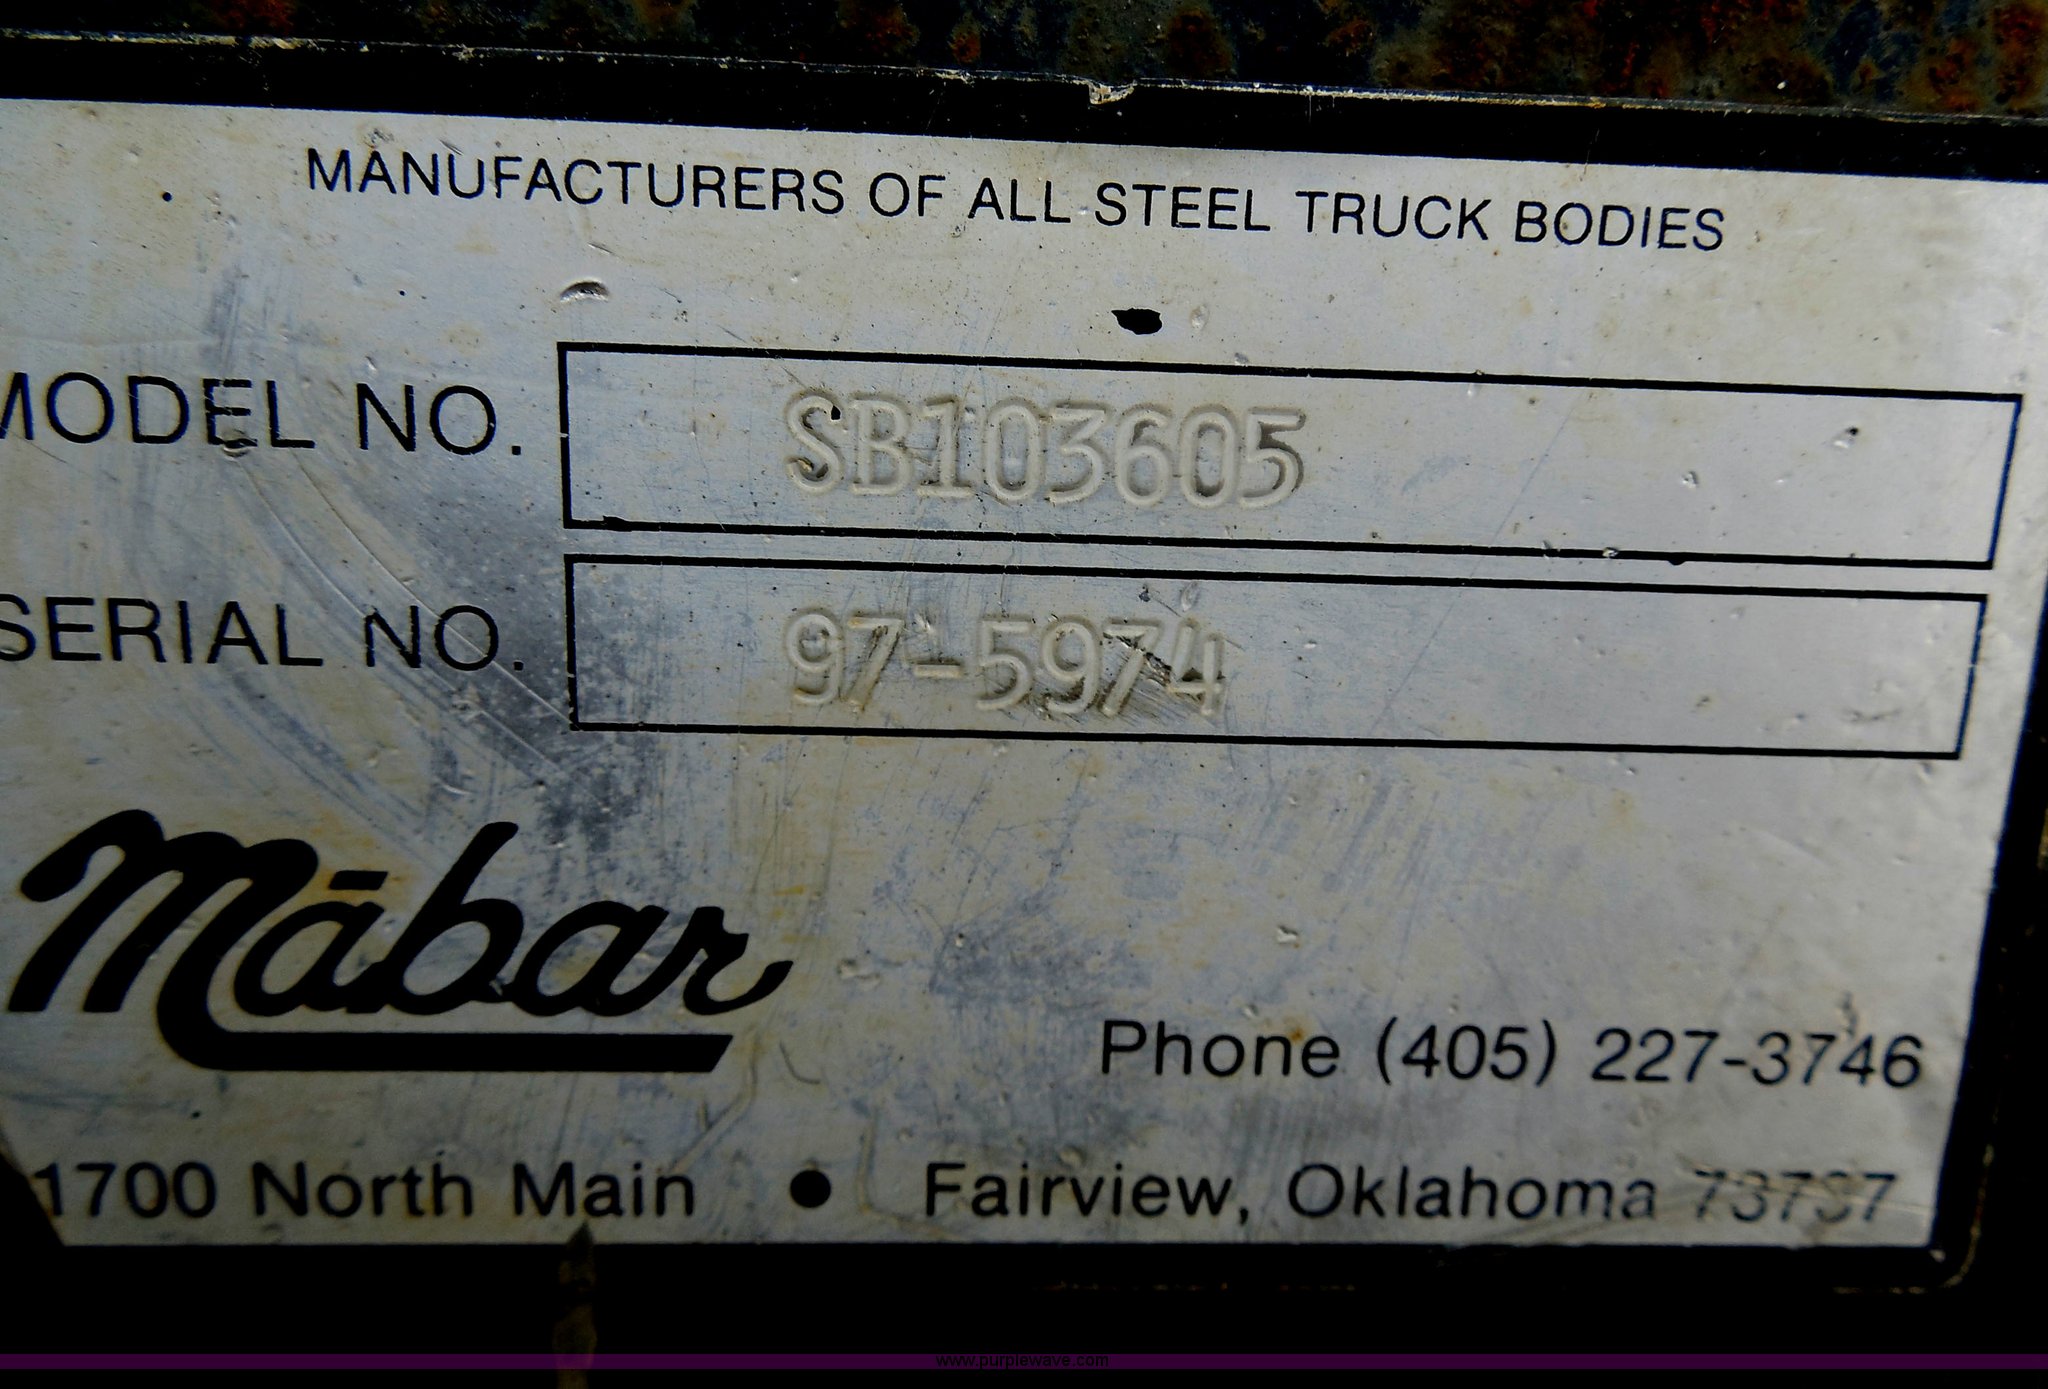 MANUFACTURERS OF ALL STEEL TRUCK BODIES
MODEL NO. SB103605
SERIAL NO. 97-5974
Mābar
Phone (405) 227-3746
1700 North Main • Fairview, Oklahoma 73737
www.purplewave.com